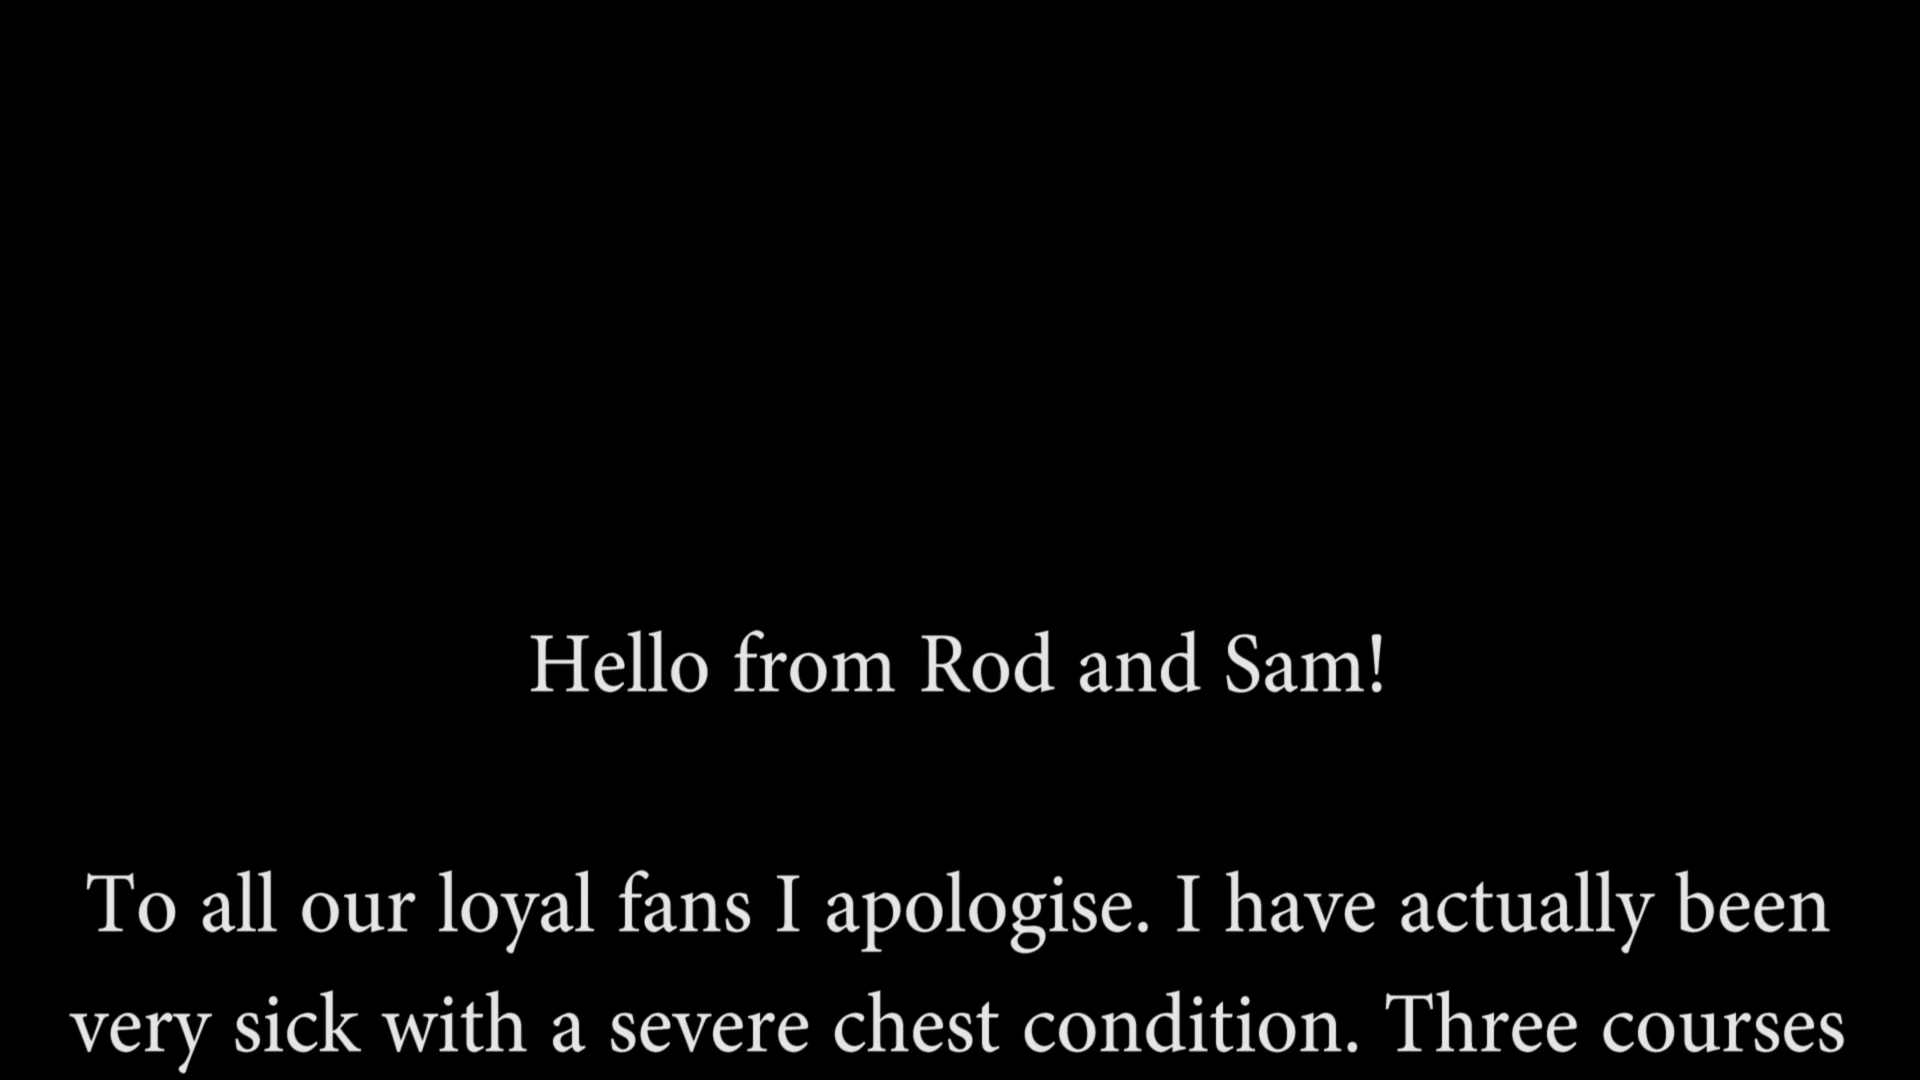 Hello from Rod and Sam!
To all our loyal fans I apologise. I have actually been
very sick with a severe chest condition. Three courses